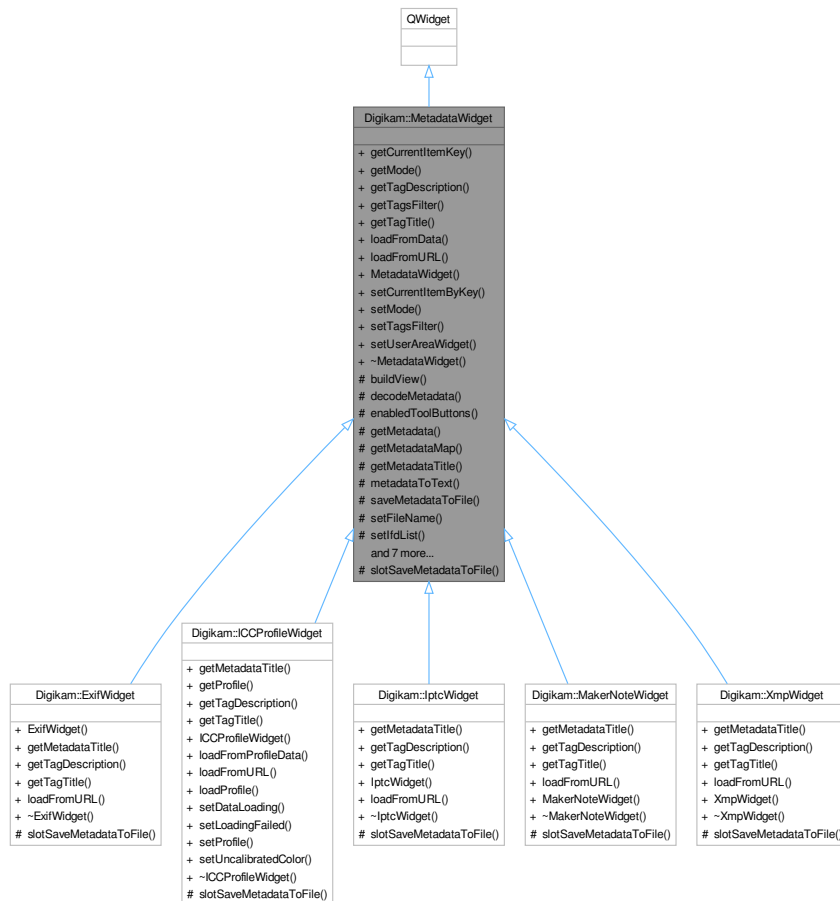 QWidget
Digikam::MetadataWidget
+ getCurrentItemKey()
+ getMode()
+ getTagDescription()
+ getTagsFilter()
+ getTagTitle()
+ loadFromData()
+ loadFromURL()
+ MetadataWidget()
+ setCurrentItemByKey()
+ setMode()
+ setTagsFilter()
+ setUserAreaWidget()
+ ~MetadataWidget()
# buildView()
# decodeMetadata()
# enabledToolButtons()
# getMetadata()
# getMetadataMap()
# getMetadataTitle()
# metadataToText()
# saveMetadataToFile()
# setFileName()
# setIfdList()
and 7 more...
# slotSaveMetadataToFile()
Digikam::ExifWidget
+ ExifWidget()
+ getMetadataTitle()
+ getTagDescription()
+ getTagTitle()
+ loadFromURL()
+ ~ExifWidget()
# slotSaveMetadataToFile()
Digikam::ICCProfileWidget
+ getMetadataTitle()
+ getProfile()
+ getTagDescription()
+ getTagTitle()
+ ICCProfileWidget()
+ loadFromProfileData()
+ loadFromURL()
+ loadProfile()
+ setDataLoading()
+ setLoadingFailed()
+ setProfile()
+ setUncalibratedColor()
+ ~ICCProfileWidget()
# slotSaveMetadataToFile()
Digikam::IptcWidget
+ getMetadataTitle()
+ getTagDescription()
+ getTagTitle()
+ IptcWidget()
+ loadFromURL()
+ ~IptcWidget()
# slotSaveMetadataToFile()
Digikam::MakerNoteWidget
+ getMetadataTitle()
+ getTagDescription()
+ getTagTitle()
+ loadFromURL()
+ MakerNoteWidget()
+ ~MakerNoteWidget()
# slotSaveMetadataToFile()
Digikam::XmpWidget
+ getMetadataTitle()
+ getTagDescription()
+ getTagTitle()
+ loadFromURL()
+ XmpWidget()
+ ~XmpWidget()
# slotSaveMetadataToFile()